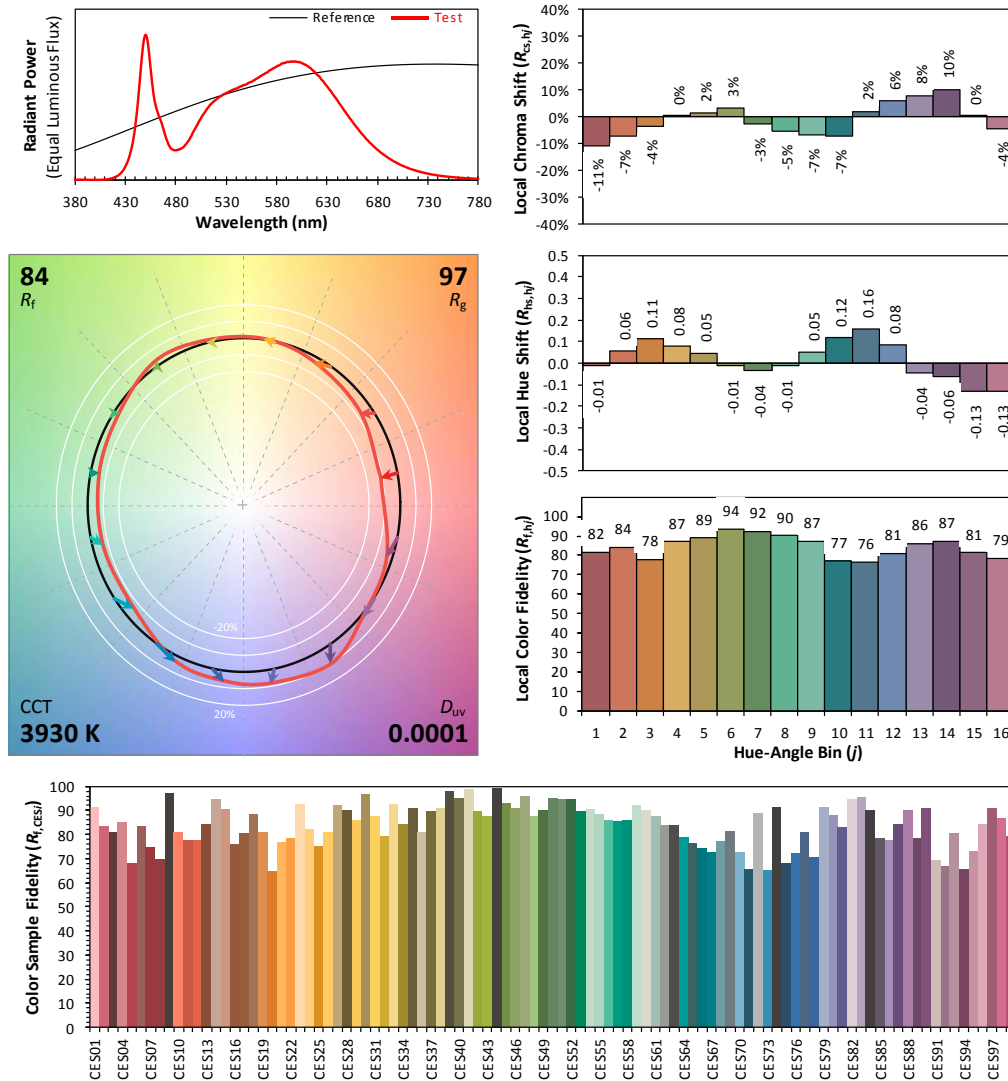 Reference Test
Radiant Power
(Equal Luminous Flux)
380 430 480 530 580 630 680 730 780
Wavelength (nm)
Local Chroma Shift (Rcs,hj)
40%
30%
20%
10%
0%
-10%
-20%
-30%
-40%
-11% -7% -4% 0% 2% 3% -3% -5% -7% -7% 2% 6% 8% 10% 0% -4%
84
Rf
97
Rg
-20%
20%
CCT
3930 K
Duv
0.0001
Local Hue Shift (Rhs,hj)
0.5
0.4
0.3
0.2
0.1
0.0
-0.1
-0.2
-0.3
-0.4
-0.5
-0.01 0.06 0.11 0.08 0.05 -0.01 -0.04 -0.01 0.05 0.12 0.16 0.08 -0.04 -0.06 -0.13 -0.13
Local Color Fidelity (Rf,hj)
100
90
80
70
60
50
40
30
20
10
0
82 84 78 87 89 94 92 90 87 77 76 81 86 87 81 79
1 2 3 4 5 6 7 8 9 10 11 12 13 14 15 16
Hue-Angle Bin (j)
Color Sample Fidelity (Rf,CESi)
100
90
80
70
60
50
40
30
20
10
0
CES01 CES04 CES07 CES10 CES13 CES16 CES19 CES22 CES25 CES28 CES31 CES34 CES37 CES40 CES43 CES46 CES49 CES52 CES55 CES58 CES61 CES64 CES67 CES70 CES73 CES76 CES79 CES82 CES85 CES88 CES91 CES94 CES97